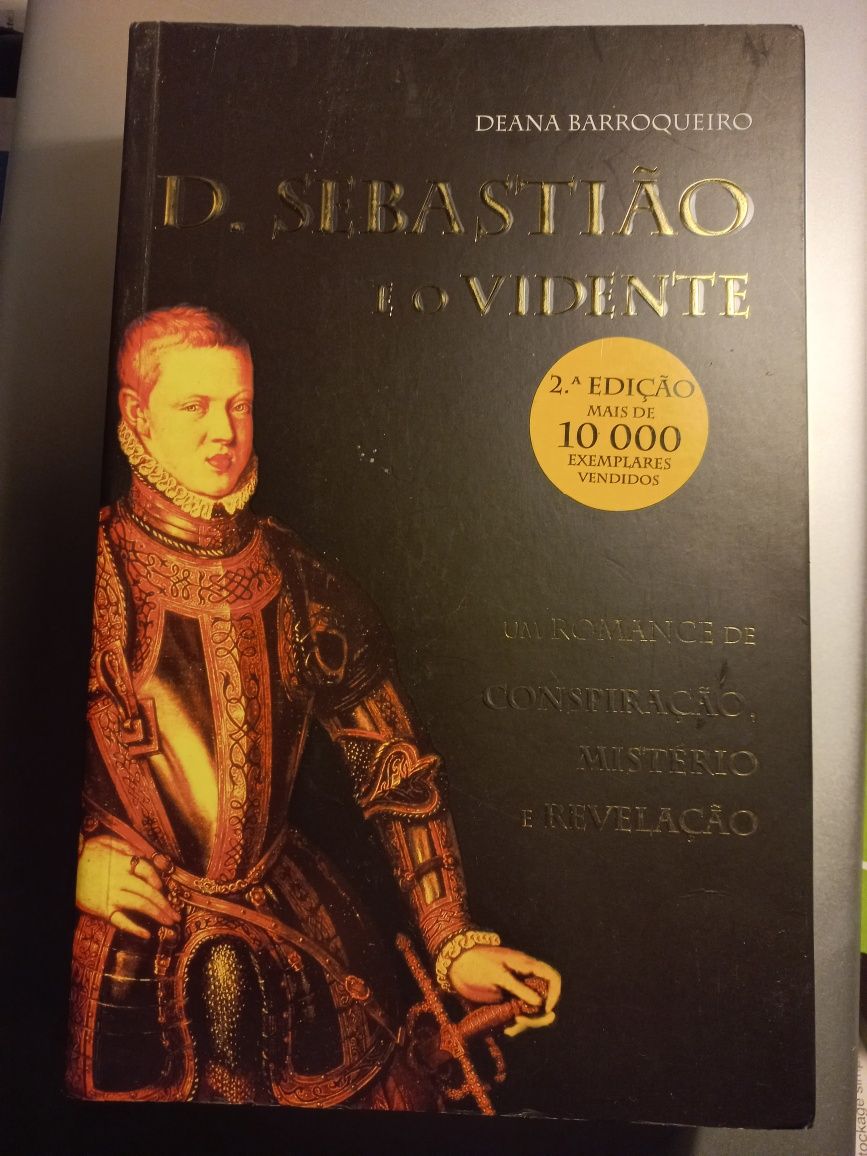 DEANA BARROQUEIRO
D. SEBASTIÃO
E O VIDENTE
2.ª EDIÇÃO
MAIS DE
10 000
EXEMPLARES
VENDIDOS
UM ROMANCE DE
CONSPIRAÇÃO,
MISTÉRIO
E REVELAÇÃO